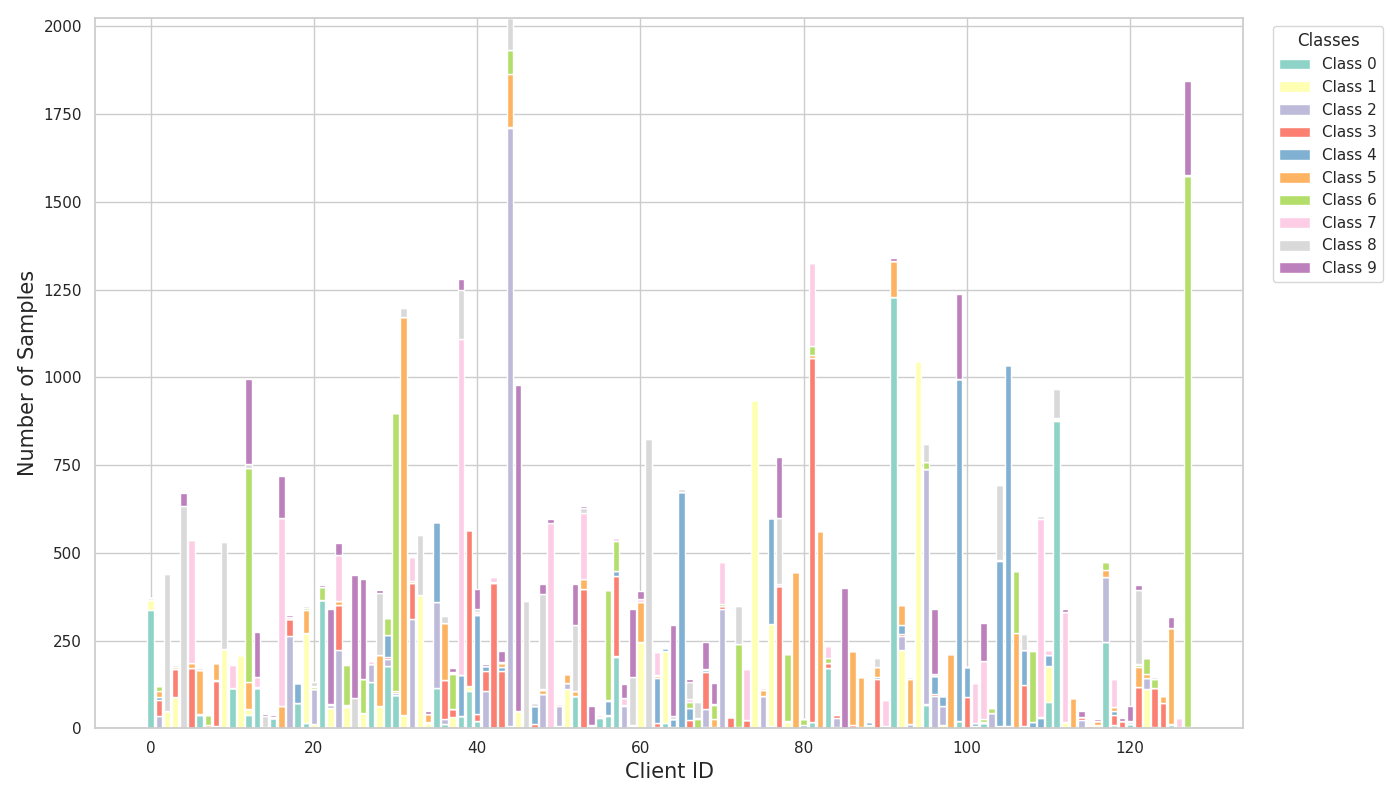 2000
1750
1500
1250
1000
750
500
250
0
Number of Samples
0
20
40
60
80
100
120
Client ID
Classes
Class 0
Class 1
Class 2
Class 3
Class 4
Class 5
Class 6
Class 7
Class 8
Class 9